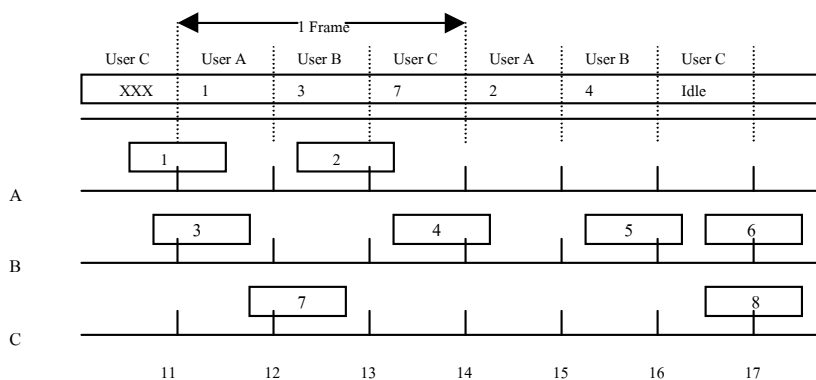 1 Frame
User C User A User B User C User A User B User C
XXX 1 3 7 2 4 Idle
1 2
A
3 4 5 6
B
7 8
C
11 12 13 14 15 16 17